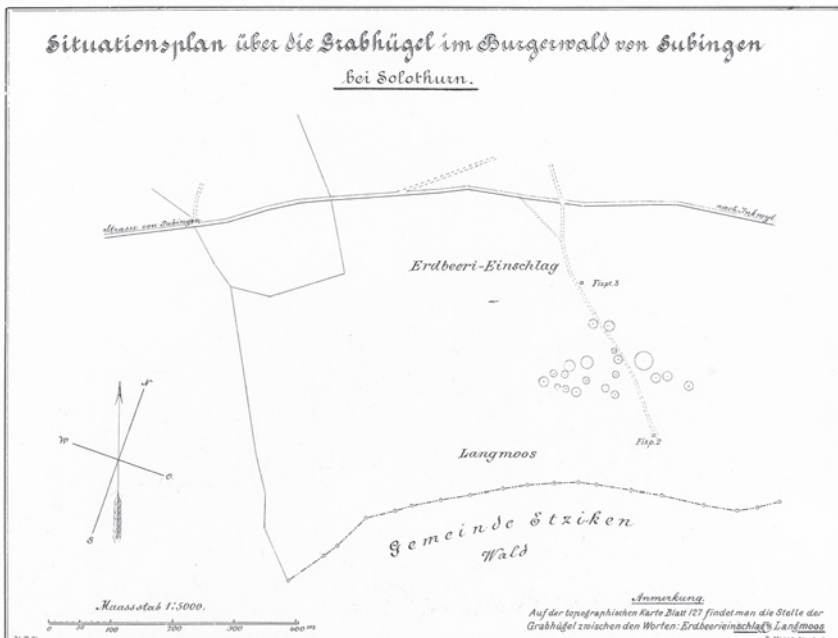 Situationsplan über die Grabhügel im Burgerwald von Subingen
bei Solothurn.
Strasse von Subingen
nach Inkwyl
Erdbeeri-Einschlag
Fixpt. 3
Fixp. 2
N
W
O.
S
Langmoos
Gemeinde Etziken
Wald
Maassstab 1:5000.
0 50 100 200 300 400 m
Anmerkung.
Auf der topographischen Karte Blatt 127 findet man die Stelle der
Grabhügel zwischen den Worten: Erdbeerieinschlag & Langmoos